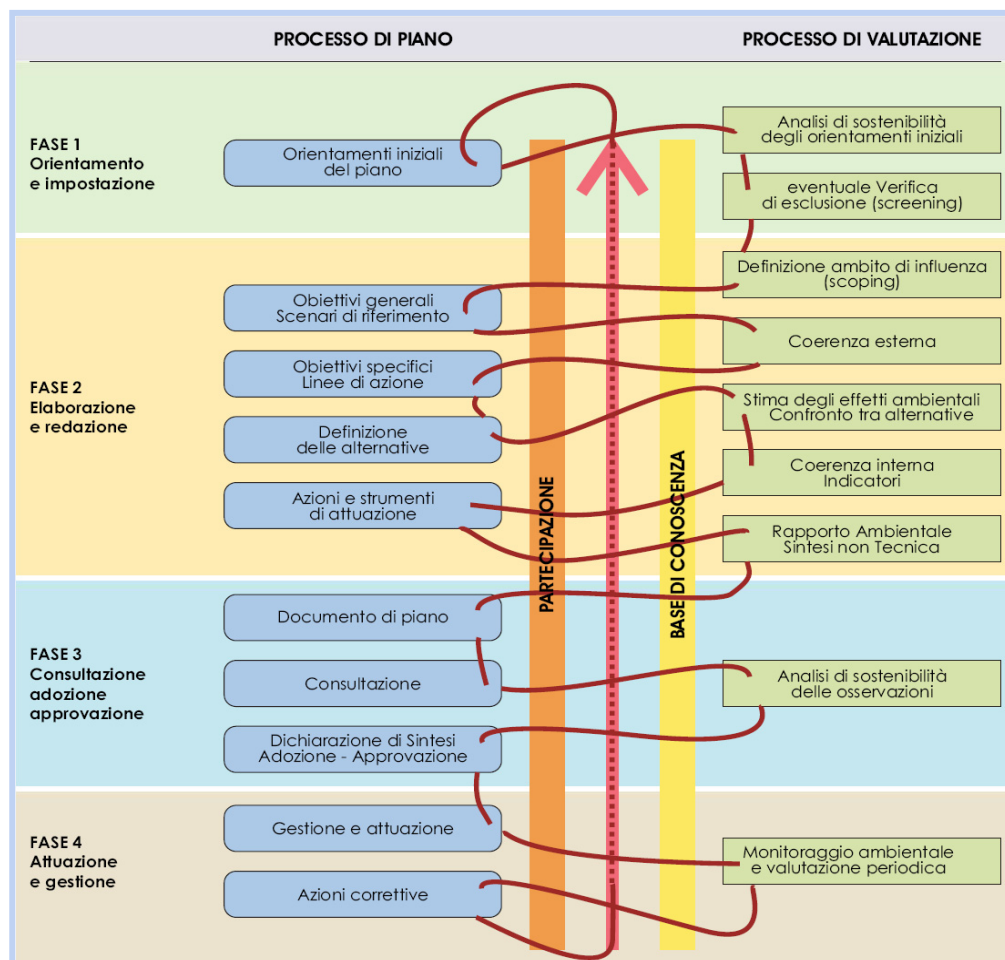 PROCESSO DI PIANO
PROCESSO DI VALUTAZIONE
FASE 1
Orientamento
e impostazione
Orientamenti iniziali
del piano
Analisi di sostenibilità
degli orientamenti iniziali
eventuale Verifica
di esclusione (screening)
FASE 2
Elaborazione
e redazione
Obiettivi generali
Scenari di riferimento
Obiettivi specifici
Linee di azione
Definizione
delle alternative
Azioni e strumenti
di attuazione
Definizione ambito di influenza
(scoping)
Coerenza esterna
Stima degli effetti ambientali
Confronto tra alternative
Coerenza interna
Indicatori
Rapporto Ambientale
Sintesi non Tecnica
PARTECIPAZIONE
BASE DI CONOSCENZA
FASE 3
Consultazione
adozione
approvazione
Documento di piano
Consultazione
Dichiarazione di Sintesi
Adozione - Approvazione
Analisi di sostenibilità
delle osservazioni
FASE 4
Attuazione
e gestione
Gestione e attuazione
Azioni correttive
Monitoraggio ambientale
e valutazione periodica